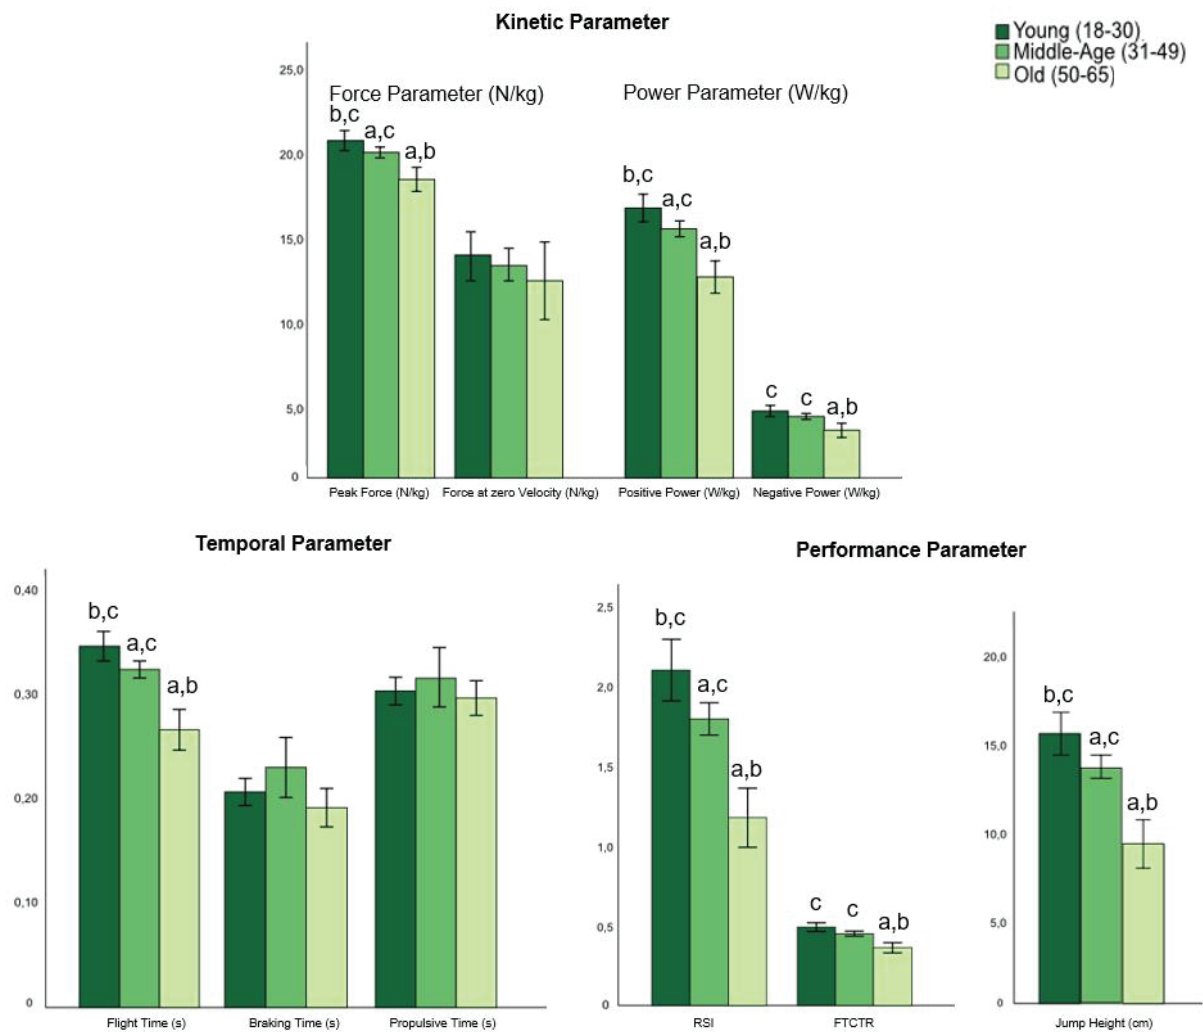 Kinetic Parameter
Young (18-30)
Middle-Age (31-49)
Old (50-65)
25,0
20,0
15,0
10,0
5,0
0
Force Parameter (N/kg)
Power Parameter (W/kg)
b,c
a,c
a,b
b,c
a,c
a,b
c
c
a,b
Peak Force (N/kg)
Force at zero Velocity (N/kg)
Positive Power (W/kg)
Negative Power (W/kg)
Temporal Parameter
0,40
0,30
0,20
0,10
0
b,c
a,c
a,b
Flight Time (s)
Braking Time (s)
Propulsive Time (s)
Performance Parameter
2,5
2,0
1,5
1,0
0,5
0
b,c
a,c
a,b
c
c
a,b
RSI
FTCTR
20,0
15,0
10,0
5,0
0
b,c
a,c
a,b
Jump Height (cm)